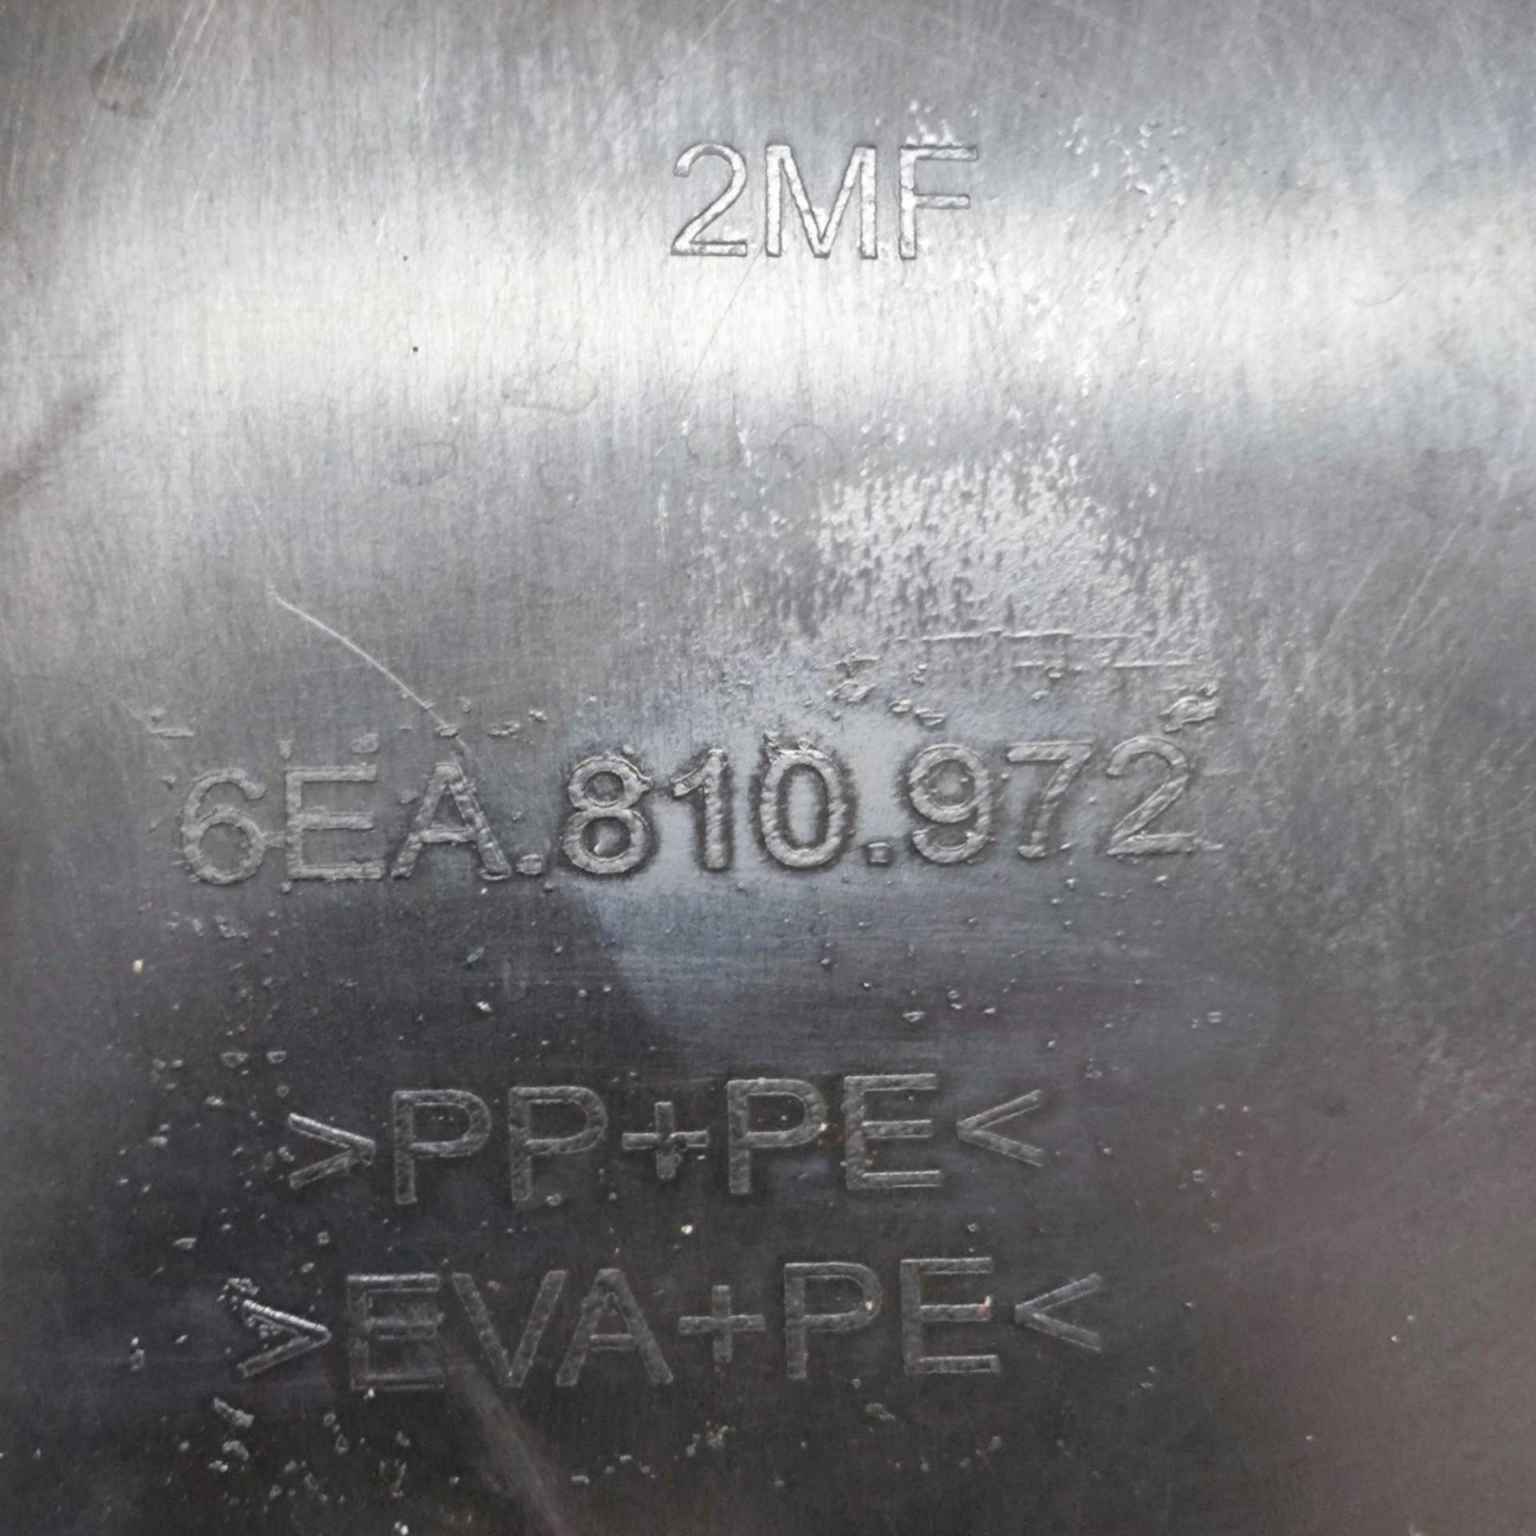 2MF
6EA.810.972
>PP+PE<
>EVA+PE<